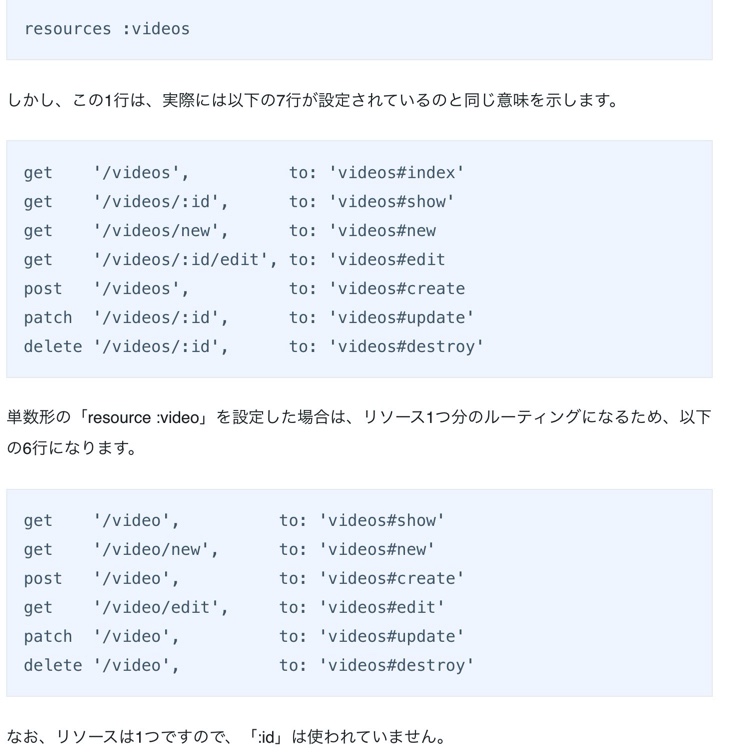 resources :videos
しかし、この1行は、実際には以下の7行が設定されているのと同じ意味を示します。
get    '/videos',          to: 'videos#index'
get    '/videos/:id',      to: 'videos#show'
get    '/videos/new',      to: 'videos#new
get    '/videos/:id/edit', to: 'videos#edit
post   '/videos',          to: 'videos#create
patch  '/videos/:id',      to: 'videos#update'
delete '/videos/:id',      to: 'videos#destroy'
単数形の「resource :video」を設定した場合は、リソース1つ分のルーティングになるため、以下
の6行になります。
get    '/video',          to: 'videos#show'
get    '/video/new',      to: 'videos#new'
post   '/video',          to: 'videos#create'
get    '/video/edit',     to: 'videos#edit'
patch  '/video',          to: 'videos#update'
delete '/video',          to: 'videos#destroy'
なお、リソースは1つですので、「:id」は使われていません。